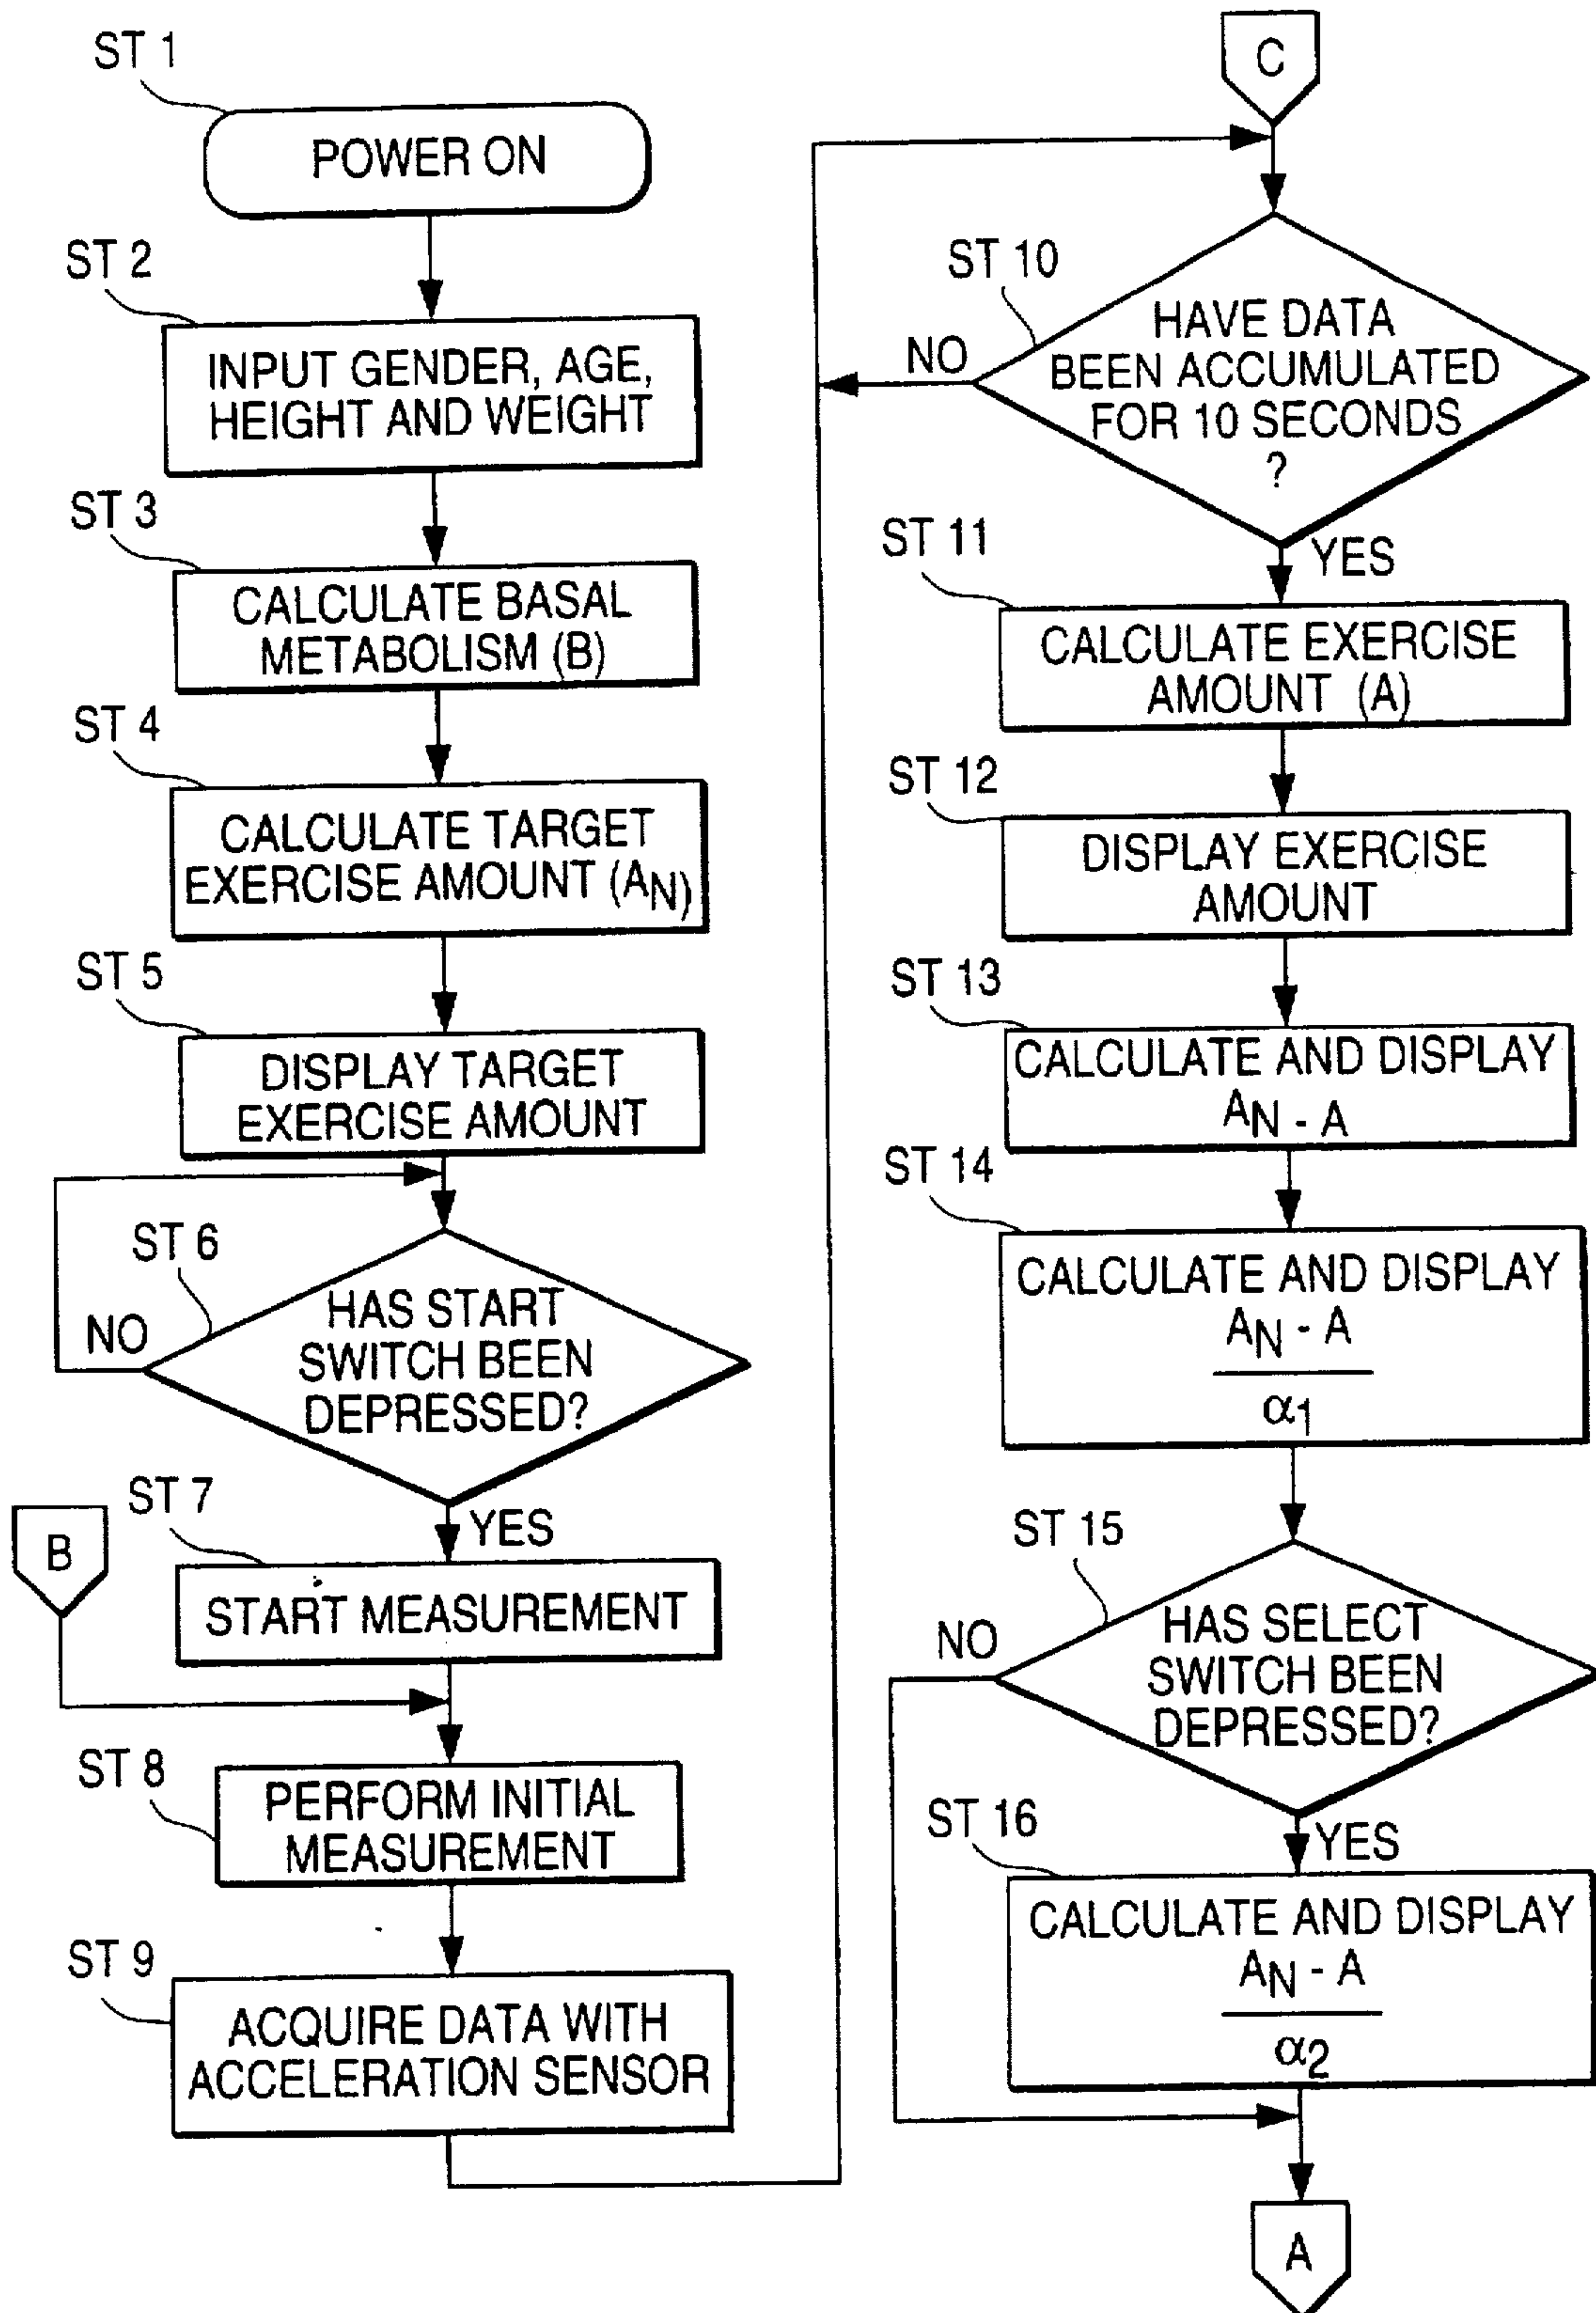 ST 1
POWER ON
ST 2
INPUT GENDER, AGE,
HEIGHT AND WEIGHT
ST 3
CALCULATE BASAL
METABOLISM (B)
ST 4
CALCULATE TARGET
EXERCISE AMOUNT (AN)
ST 5
DISPLAY TARGET
EXERCISE AMOUNT
ST 6
HAS START
SWITCH BEEN
DEPRESSED?
NO
YES
ST 7
START MEASUREMENT
B
ST 8
PERFORM INITIAL
MEASUREMENT
ST 9
ACQUIRE DATA WITH
ACCELERATION SENSOR
C
ST 10
HAVE DATA
BEEN ACCUMULATED
FOR 10 SECONDS
?
NO
YES
ST 11
CALCULATE EXERCISE
AMOUNT (A)
ST 12
DISPLAY EXERCISE
AMOUNT
ST 13
CALCULATE AND DISPLAY
AN - A
ST 14
CALCULATE AND DISPLAY
AN - A
α1
ST 15
HAS SELECT
SWITCH BEEN
DEPRESSED?
NO
YES
ST 16
CALCULATE AND DISPLAY
AN - A
α2
A